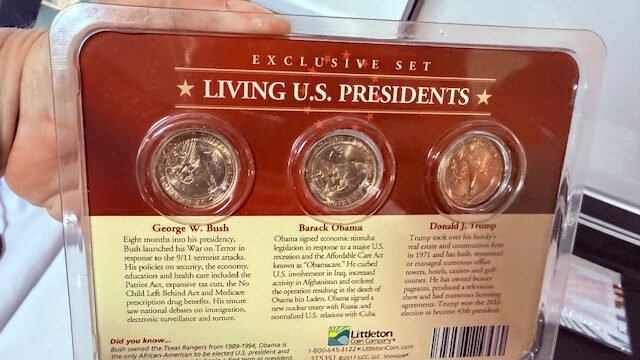 EXCLUSIVE SET
LIVING U.S. PRESIDENTS
George W. Bush
Eight months into his presidency,
Bush launched his War on Terror in
response to the 9/11 terrorist attacks.
His policies on security, the economy,
education and health care included the
Patriot Act, expansive tax cuts, the No
Child Left Behind Act and Medicare
prescription drug benefits. His tenure
saw national debates on immigration,
electronic surveillance and torture.
Barack Obama
Obama signed economic stimulus
legislation in response to a major U.S.
recession and the Affordable Care Act
known as "Obamacare." He curbed
U.S. involvement in Iraq, increased
activity in Afghanistan and ordered
the operation resulting in the death of
Osama bin Laden. Obama signed a
new nuclear treaty with Russia and
normalized U.S. relations with Cuba.
Donald J. Trump
Trump took over his family's
real estate and construction firm
in 1971 and has built, renovated
or managed numerous office
towers, hotels, casinos and golf
courses. He has owned beauty
pageants, produced a television
show and had numerous licensing
agreements. Trump won the 2016
election to become 45th president.
Did you know...
Bush owned the Texas Rangers from 1989-1994, Obama is
the only African-American to be elected U.S. president and
Littleton
Coin Company
1-800-645-3122 • LittletonCoin.com
©2017 LCC, LLC